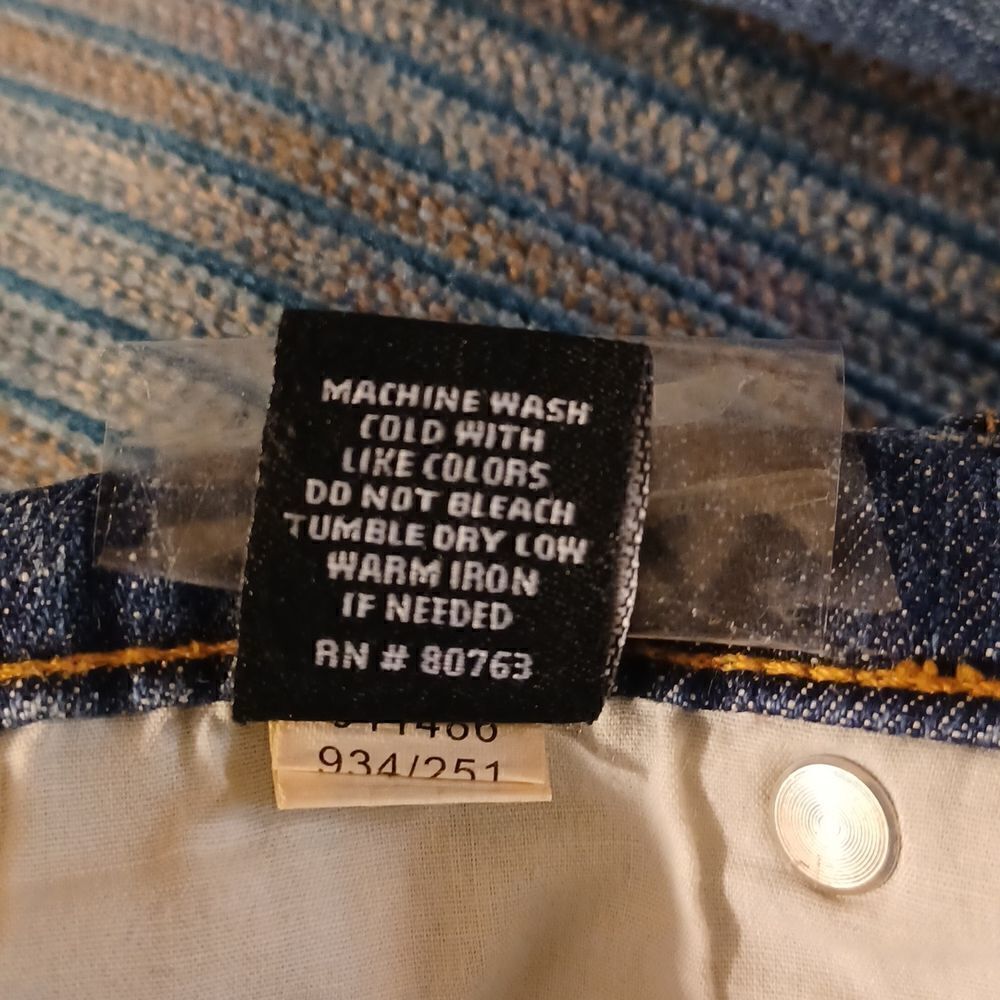 MACHINE WASH
COLD WITH
LIKE COLORS
DO NOT BLEACH
TUMBLE DRY LOW
WARM IRON
IF NEEDED
RN # 80763
934/251